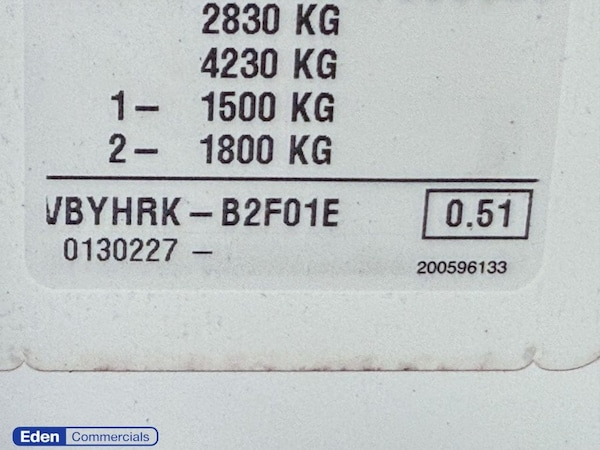 2830 KG
4230 KG
1– 1500 KG
2– 1800 KG
VBYHRK – B2F01E 0.51
0130227 – 200596133
Eden Commercials